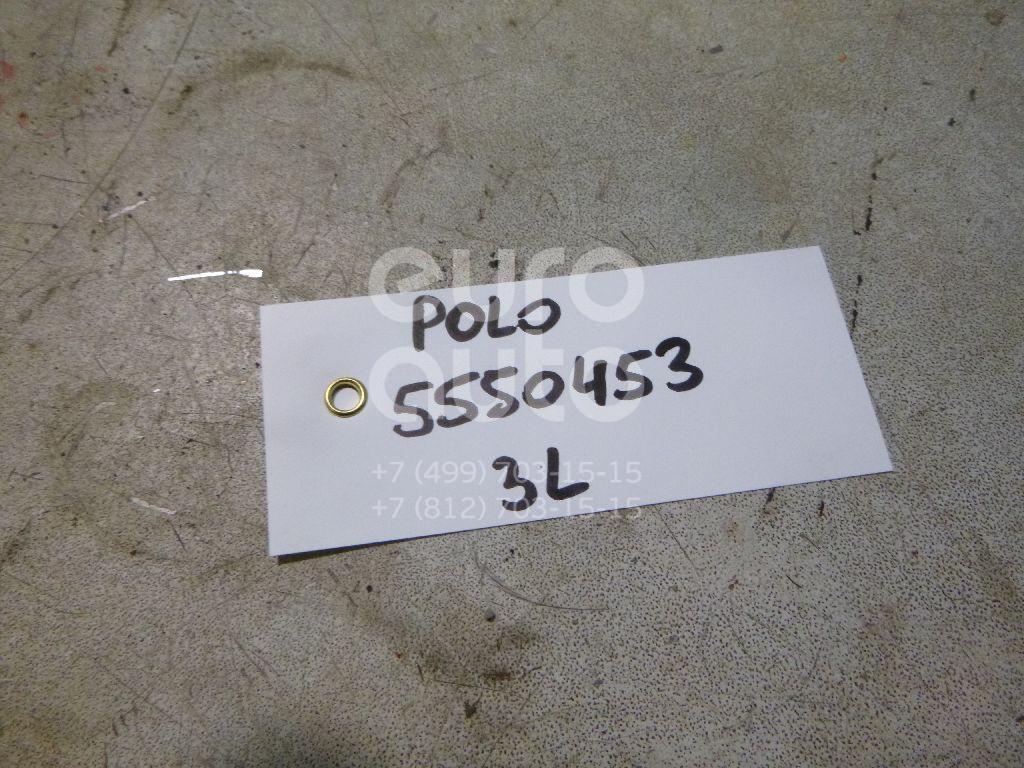 euro
POLO
auto
5550453
+7 (499) 703-15-15
3L
+7 (812) 703-15-15